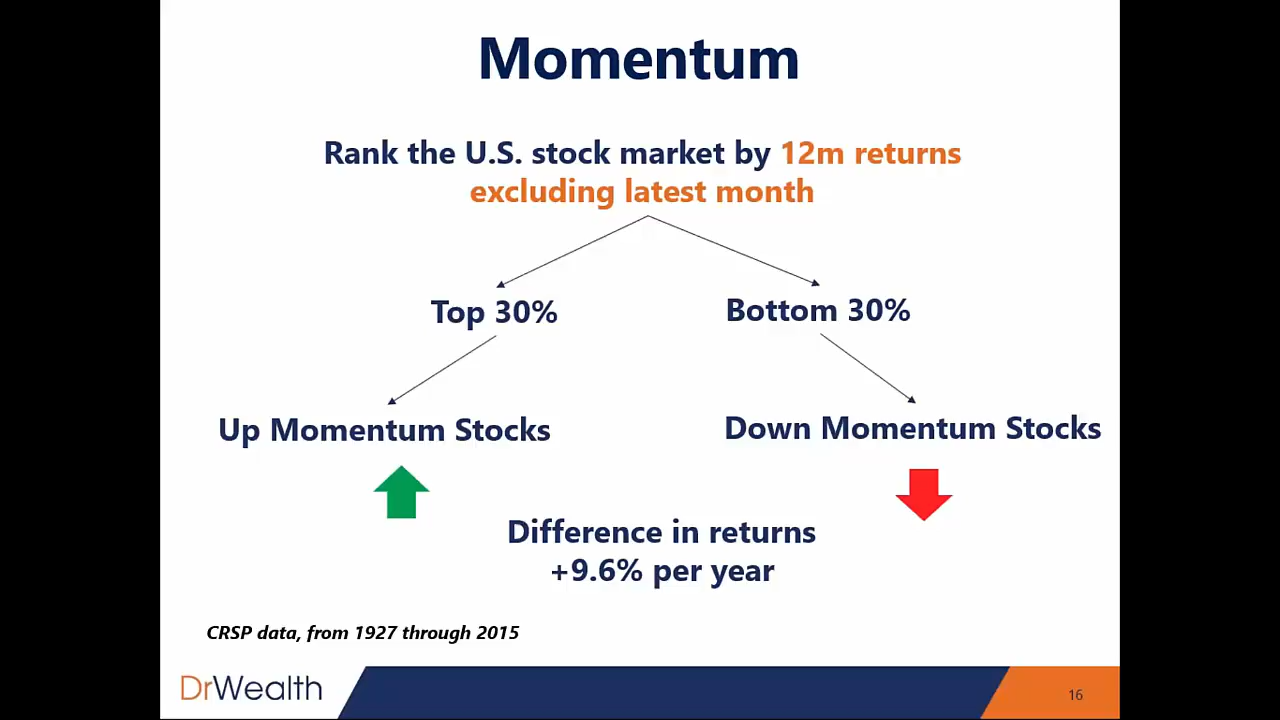 Momentum
Rank the U.S. stock market by 12m returns
excluding latest month
Top 30%
Bottom 30%
Up Momentum Stocks
Down Momentum Stocks
Difference in returns
+9.6% per year
CRSP data, from 1927 through 2015
DrWealth
16